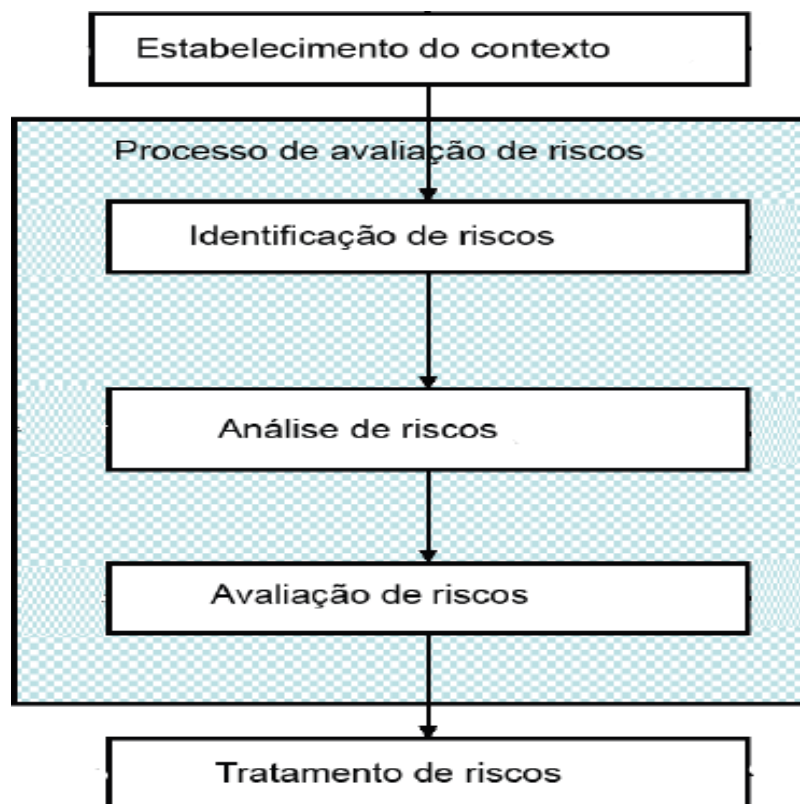 Estabelecimento do contexto
Processo de avaliação de riscos
Identificação de riscos
Análise de riscos
Avaliação de riscos
Tratamento de riscos